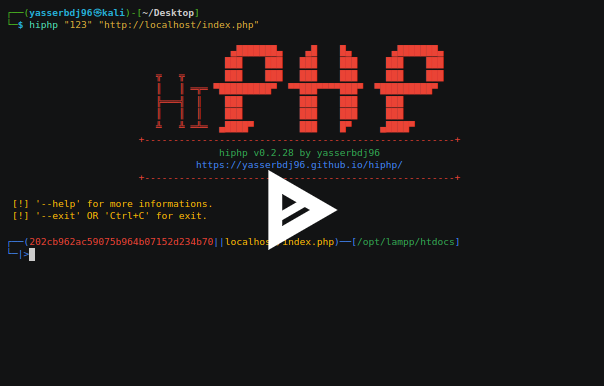 ┌──(yasserbdj96㉿kali)-[~/Desktop]
└─$ hiphp "123" "http://localhost/index.php"
hiPHP
+------------------------------------------------------+
hiphp v0.2.28 by yasserbdj96
https://yasserbdj96.github.io/hiphp/
+------------------------------------------------------+
[!] '--help' for more informations.
[!] '--exit' OR 'Ctrl+C' for exit.
┌──(202cb962ac59075b964b07152d234b70||localhost/index.php)──[/opt/lampp/htdocs]
└─|>